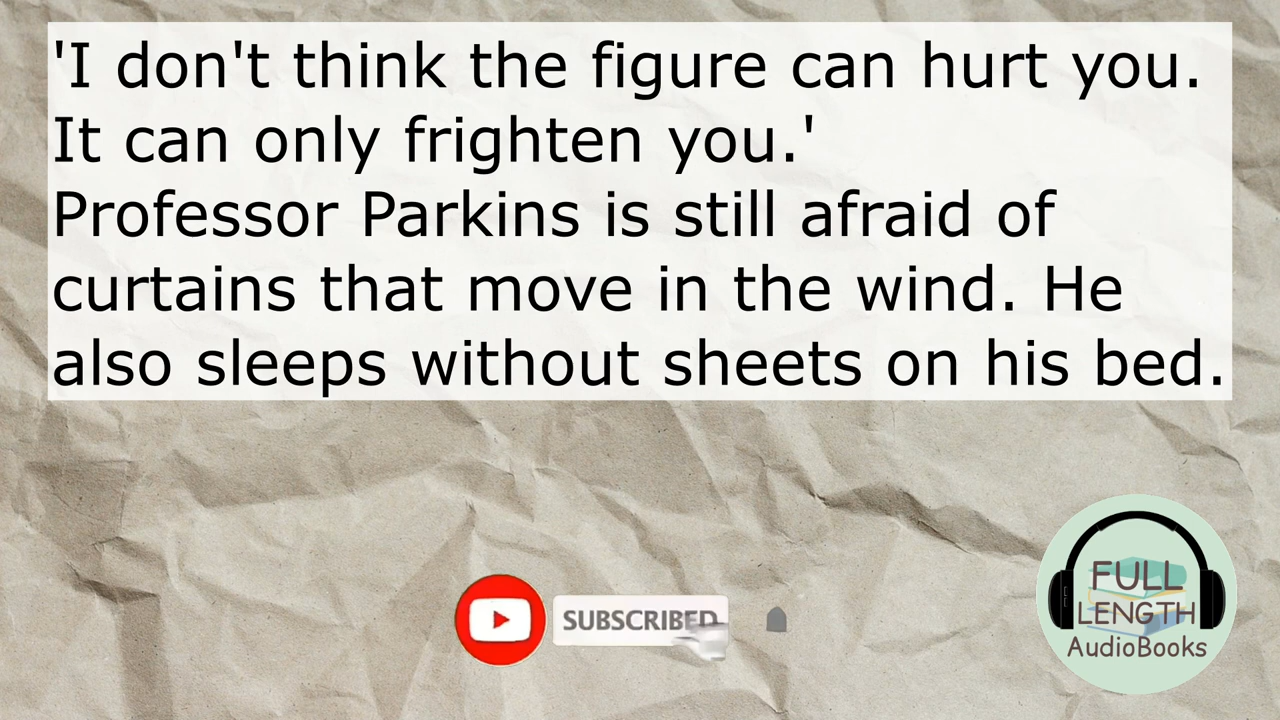 'I don't think the figure can hurt you.
It can only frighten you.'
Professor Parkins is still afraid of
curtains that move in the wind. He
also sleeps without sheets on his bed.
SUBSCRIBED
FULL
LENGTH
AudioBooks